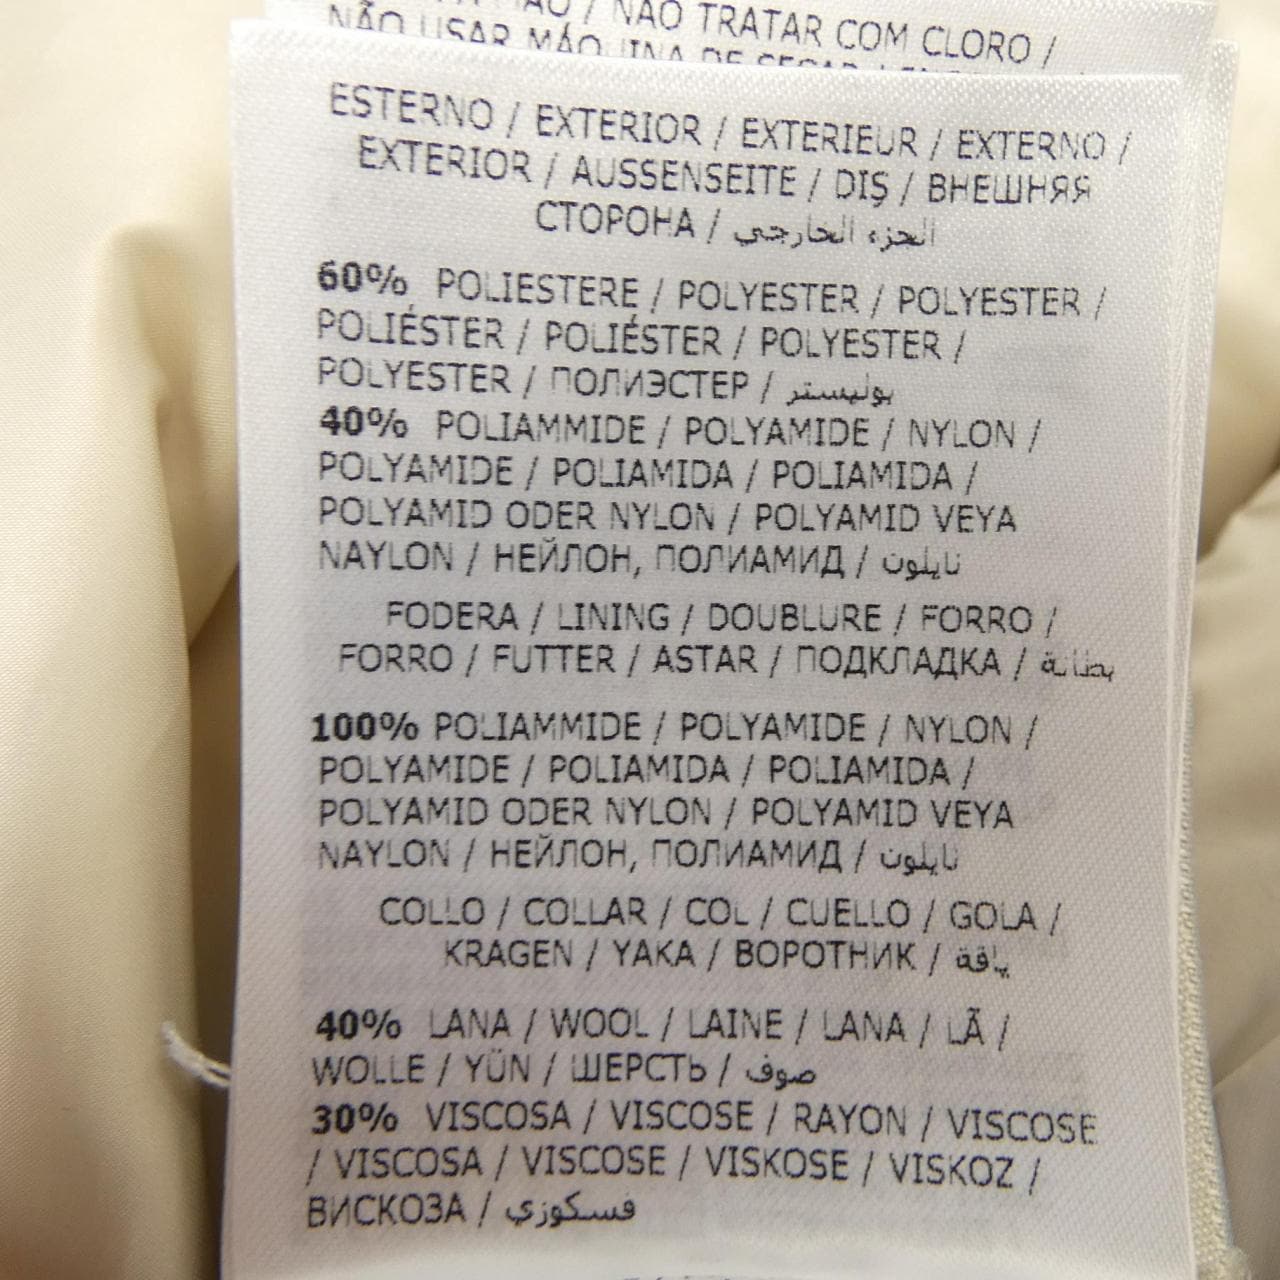 NÃO TRATAR COM CLORO /
NÃO USAR MÁQUINA DE SECAR
ESTERNO / EXTERIOR / EXTERIEUR / EXTERNO /
EXTERIOR / AUSSENSEITE / DIŞ / ВНЕШНЯЯ
СТОРОНА / الجزء الخارجي
60% POLIESTERE / POLYESTER / POLYESTER /
POLIÉSTER / POLIÉSTER / POLYESTER /
POLYESTER / ПОЛИЭСТЕР / بوليستر
40% POLIAMMIDE / POLYAMIDE / NYLON /
POLYAMIDE / POLIAMIDA / POLIAMIDA /
POLYAMID ODER NYLON / POLYAMID VEYA
NAYLON / НЕЙЛОН, ПОЛИАМИД / نايلون
FODERA / LINING / DOUBLURE / FORRO /
FORRO / FUTTER / ASTAR / ПОДКЛАДКА / بطانة
100% POLIAMMIDE / POLYAMIDE / NYLON /
POLYAMIDE / POLIAMIDA / POLIAMIDA /
POLYAMID ODER NYLON / POLYAMID VEYA
NAYLON / НЕЙЛОН, ПОЛИАМИД / نايلون
COLLO / COLLAR / COL / CUELLO / GOLA /
KRAGEN / YAKA / ВОРОТНИК / ياقة
40% LANA / WOOL / LAINE / LANA / LÃ /
WOLLE / YÜN / ШЕРСТЬ / صوف
30% VISCOSA / VISCOSE / RAYON / VISCOSE
/ VISCOSA / VISCOSE / VISKOSE / VISKOZ /
ВИСКОЗА / فسكوزي